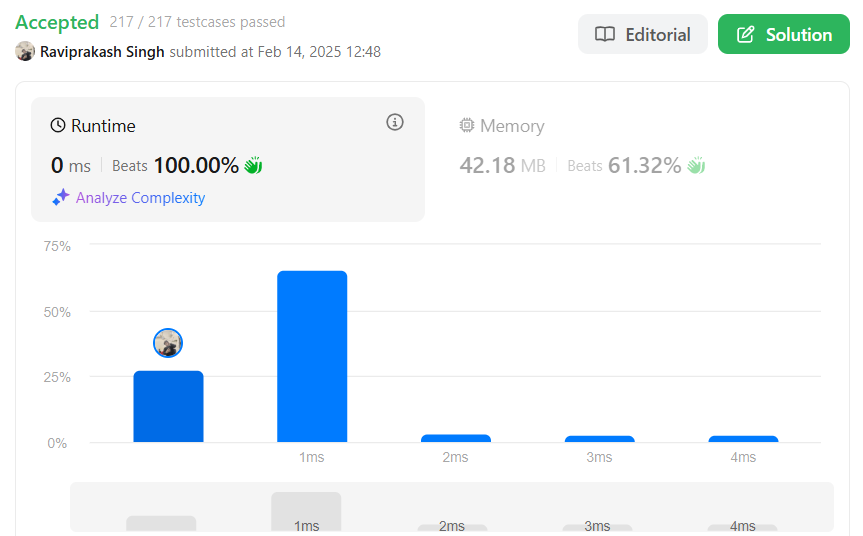 Accepted 217 / 217 testcases passed
Raviprakash Singh submitted at Feb 14, 2025 12:48
Editorial
Solution
Runtime
0 ms Beats 100.00%
Analyze Complexity
Memory
42.18 MB Beats 61.32%
75%
50%
25%
0%
1ms 2ms 3ms 4ms
1ms 2ms 3ms 4ms